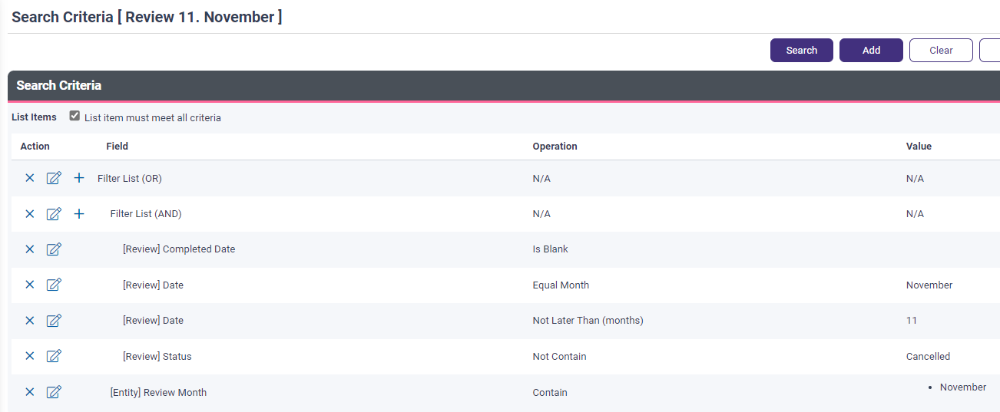 Search Criteria [ Review 11. November ]
Search Add Clear
Search Criteria
List Items List item must meet all criteria
Action Field Operation Value
Filter List (OR) N/A N/A
Filter List (AND) N/A N/A
[Review] Completed Date Is Blank
[Review] Date Equal Month November
[Review] Date Not Later Than (months) 11
[Review] Status Not Contain Cancelled
[Entity] Review Month Contain • November